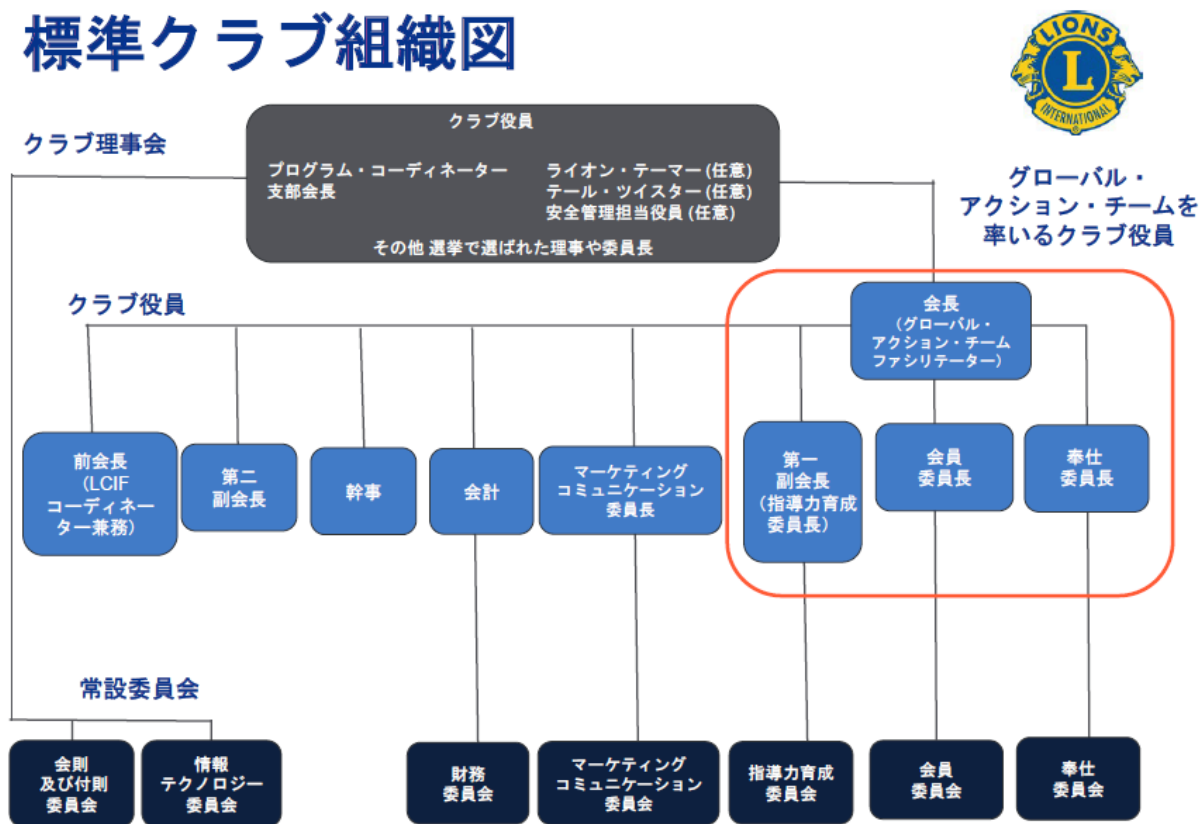 標準クラブ組織図
LIONS
L
INTERNATIONAL
®
クラブ理事会
クラブ役員
プログラム・コーディネーター
支部会長
ライオン・テーマー (任意)
テール・ツイスター (任意)
安全管理担当役員 (任意)
その他 選挙で選ばれた理事や委員長
グローバル・
アクション・チームを
率いるクラブ役員
クラブ役員
会長
(グローバル・
アクション・チーム
ファシリテーター)
前会長
(LCIF
コーディネー
ター兼務)
第二
副会長
幹事
会計
マーケティング
コミュニケーション
委員長
第一
副会長
(指導力育成
委員長)
会員
委員長
奉仕
委員長
常設委員会
会則
及び付則
委員会
情報
テクノロジー
委員会
財務
委員会
マーケティング
コミュニケーション
委員会
指導力育成
委員会
会員
委員会
奉仕
委員会